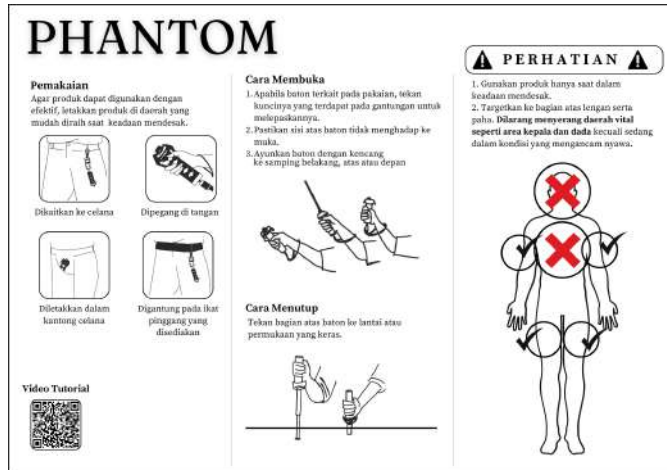 PHANTOM
Pemakaian
Agar produk dapat digunakan dengan
efektif, letakkan produk di daerah yang
mudah diraih saat keadaan mendesak.
Dikaitkan ke celana
Dipegang di tangan
Diletakkan dalam
kantong celana
Digantung pada ikat
pinggang yang
disediakan
Video Tutorial
Cara Membuka
1. Apabila baton terkait pada pakaian, tekan
kuncinya yang terdapat pada gantungan untuk
melepaskannya.
2. Pastikan sisi atas baton tidak menghadap ke
muka.
3. Ayunkan baton dengan kencang
ke samping belakang, atas atau depan
Cara Menutup
Tekan bagian atas baton ke lantai atau
permukaan yang keras.
PERHATIAN
1. Gunakan produk hanya saat dalam
keadaan mendesak.
2. Targetkan ke bagian atas lengan serta
paha. Dilarang menyerang daerah vital
seperti area kepala dan dada kecuali sedang
dalam kondisi yang mengancam nyawa.